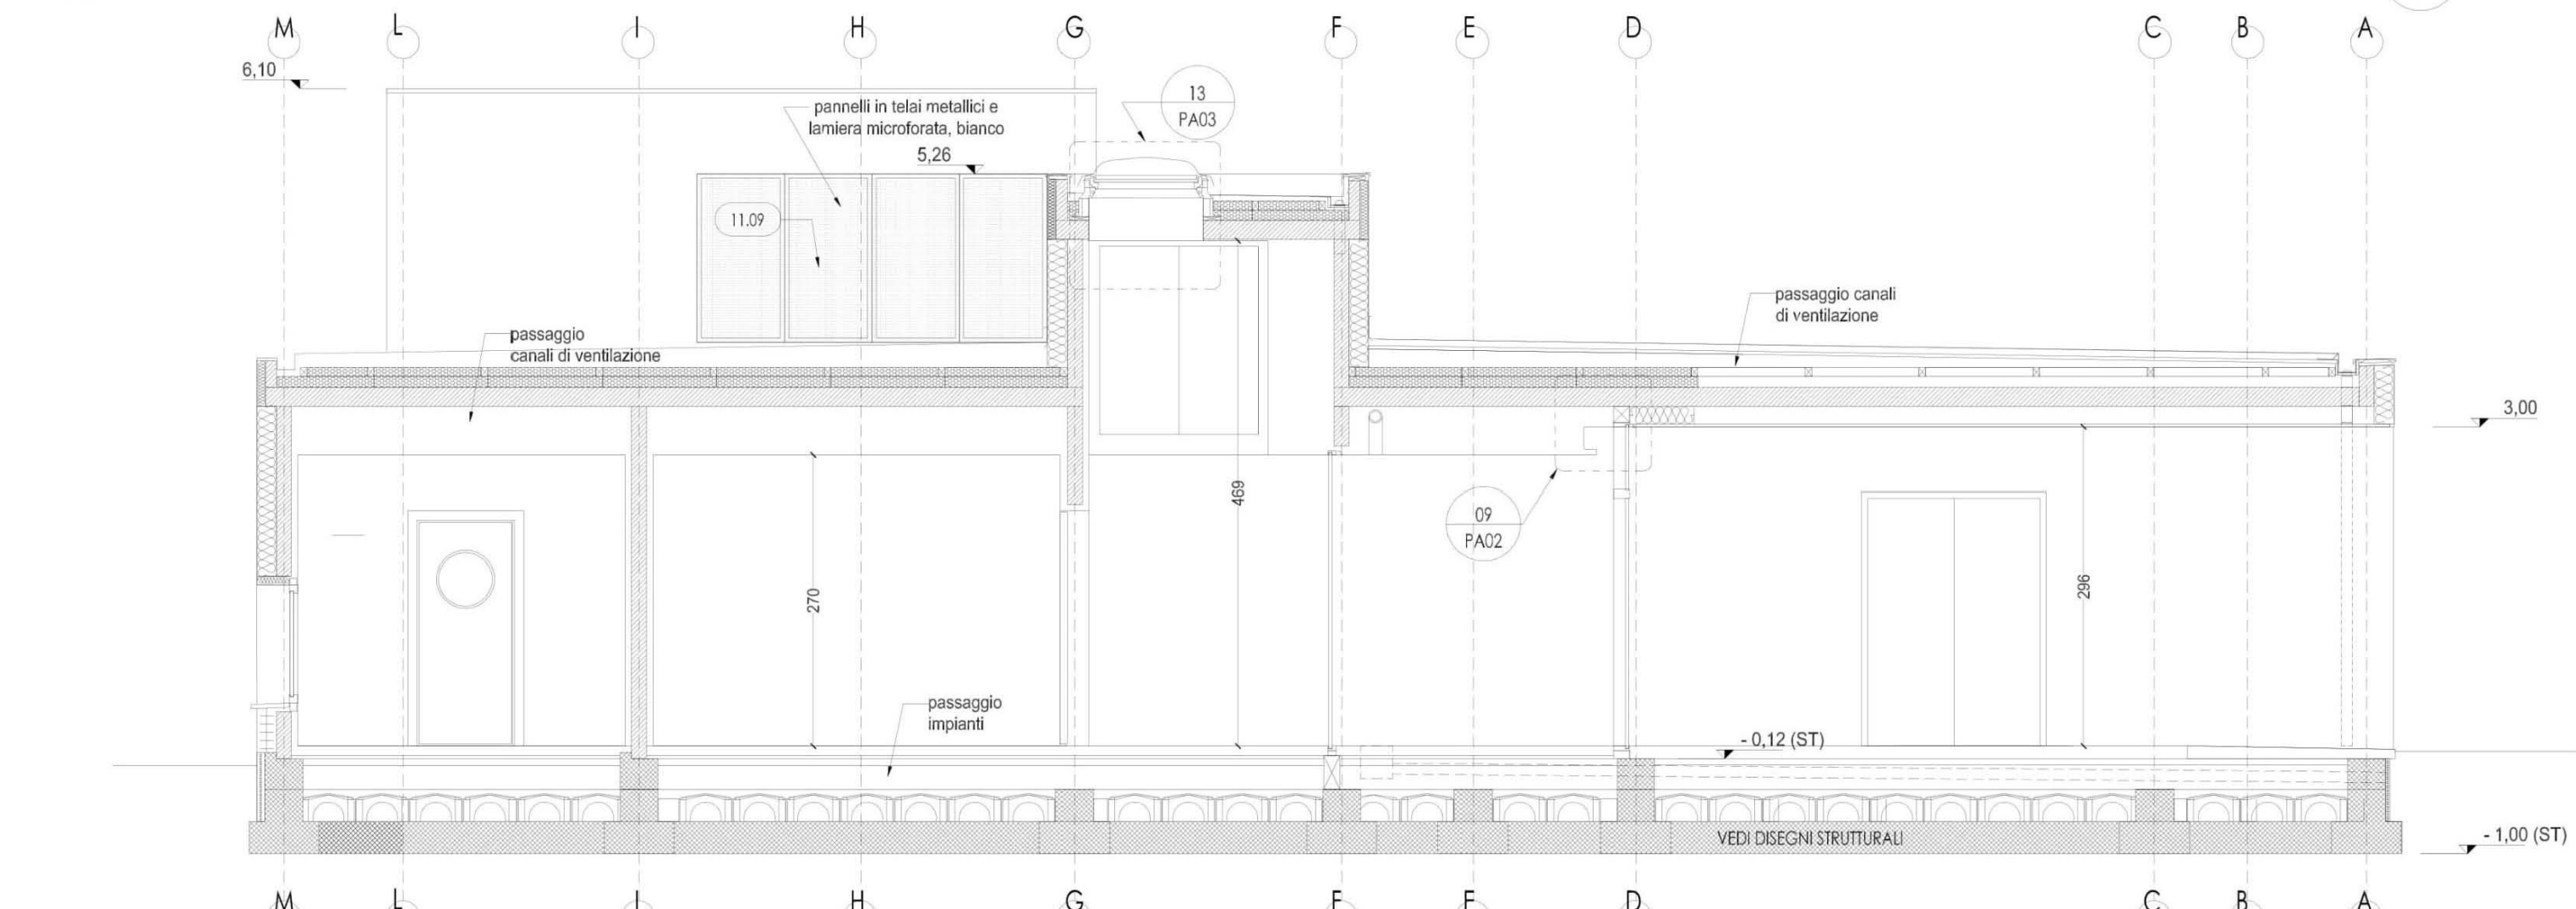 M L I H G F E D C B A
6,10
pannelli in telai metallici e
lamiera microforata, bianco
13
PA03
5,26
11.09
passaggio canali
di ventilazione
passaggio
canali di ventilazione
3,00
469
09
PA02
270
296
passaggio
impianti
- 0,12 (ST)
VEDI DISEGNI STRUTTURALI
- 1,00 (ST)
M L I H G F E D C B A